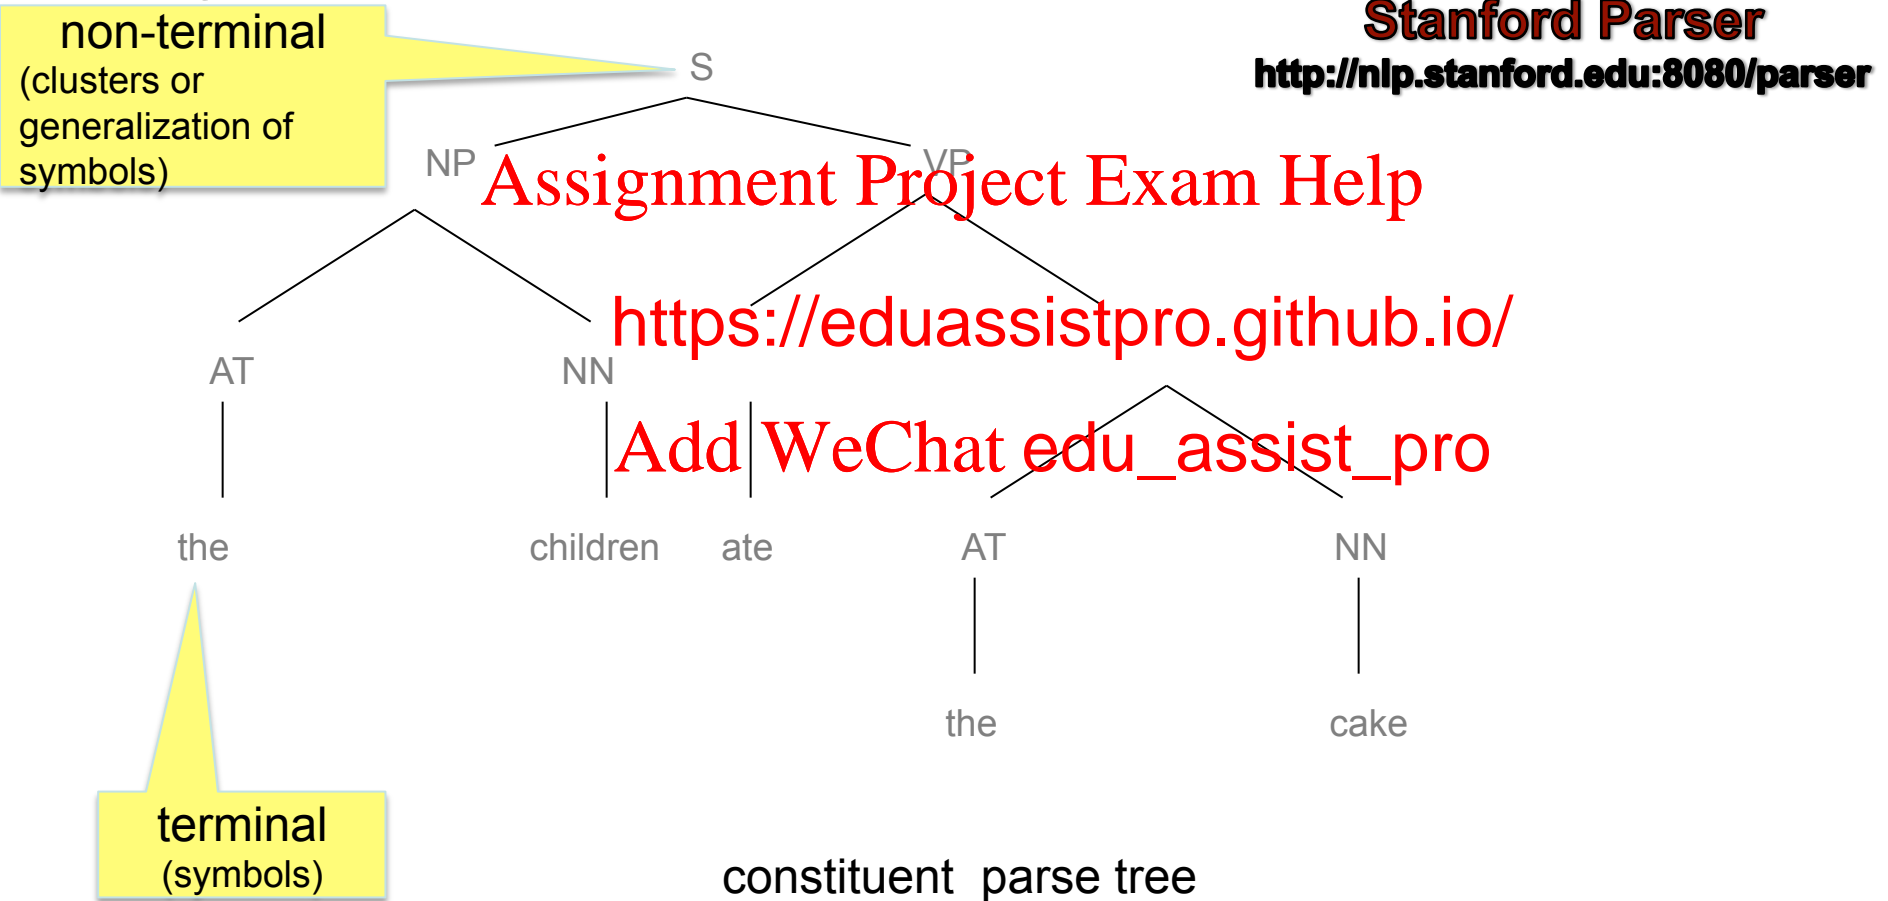 Stanford Parser
http://nlp.stanford.edu:8080/parser
non-terminal
(clusters or
generalization of
symbols)
S
NP
VP
Assignment Project Exam Help
https://eduassistpro.github.io/
AT
NN
Add WeChat edu_assist_pro
the
children
ate
AT
NN
the
cake
terminal
(symbols)
constituent parse tree